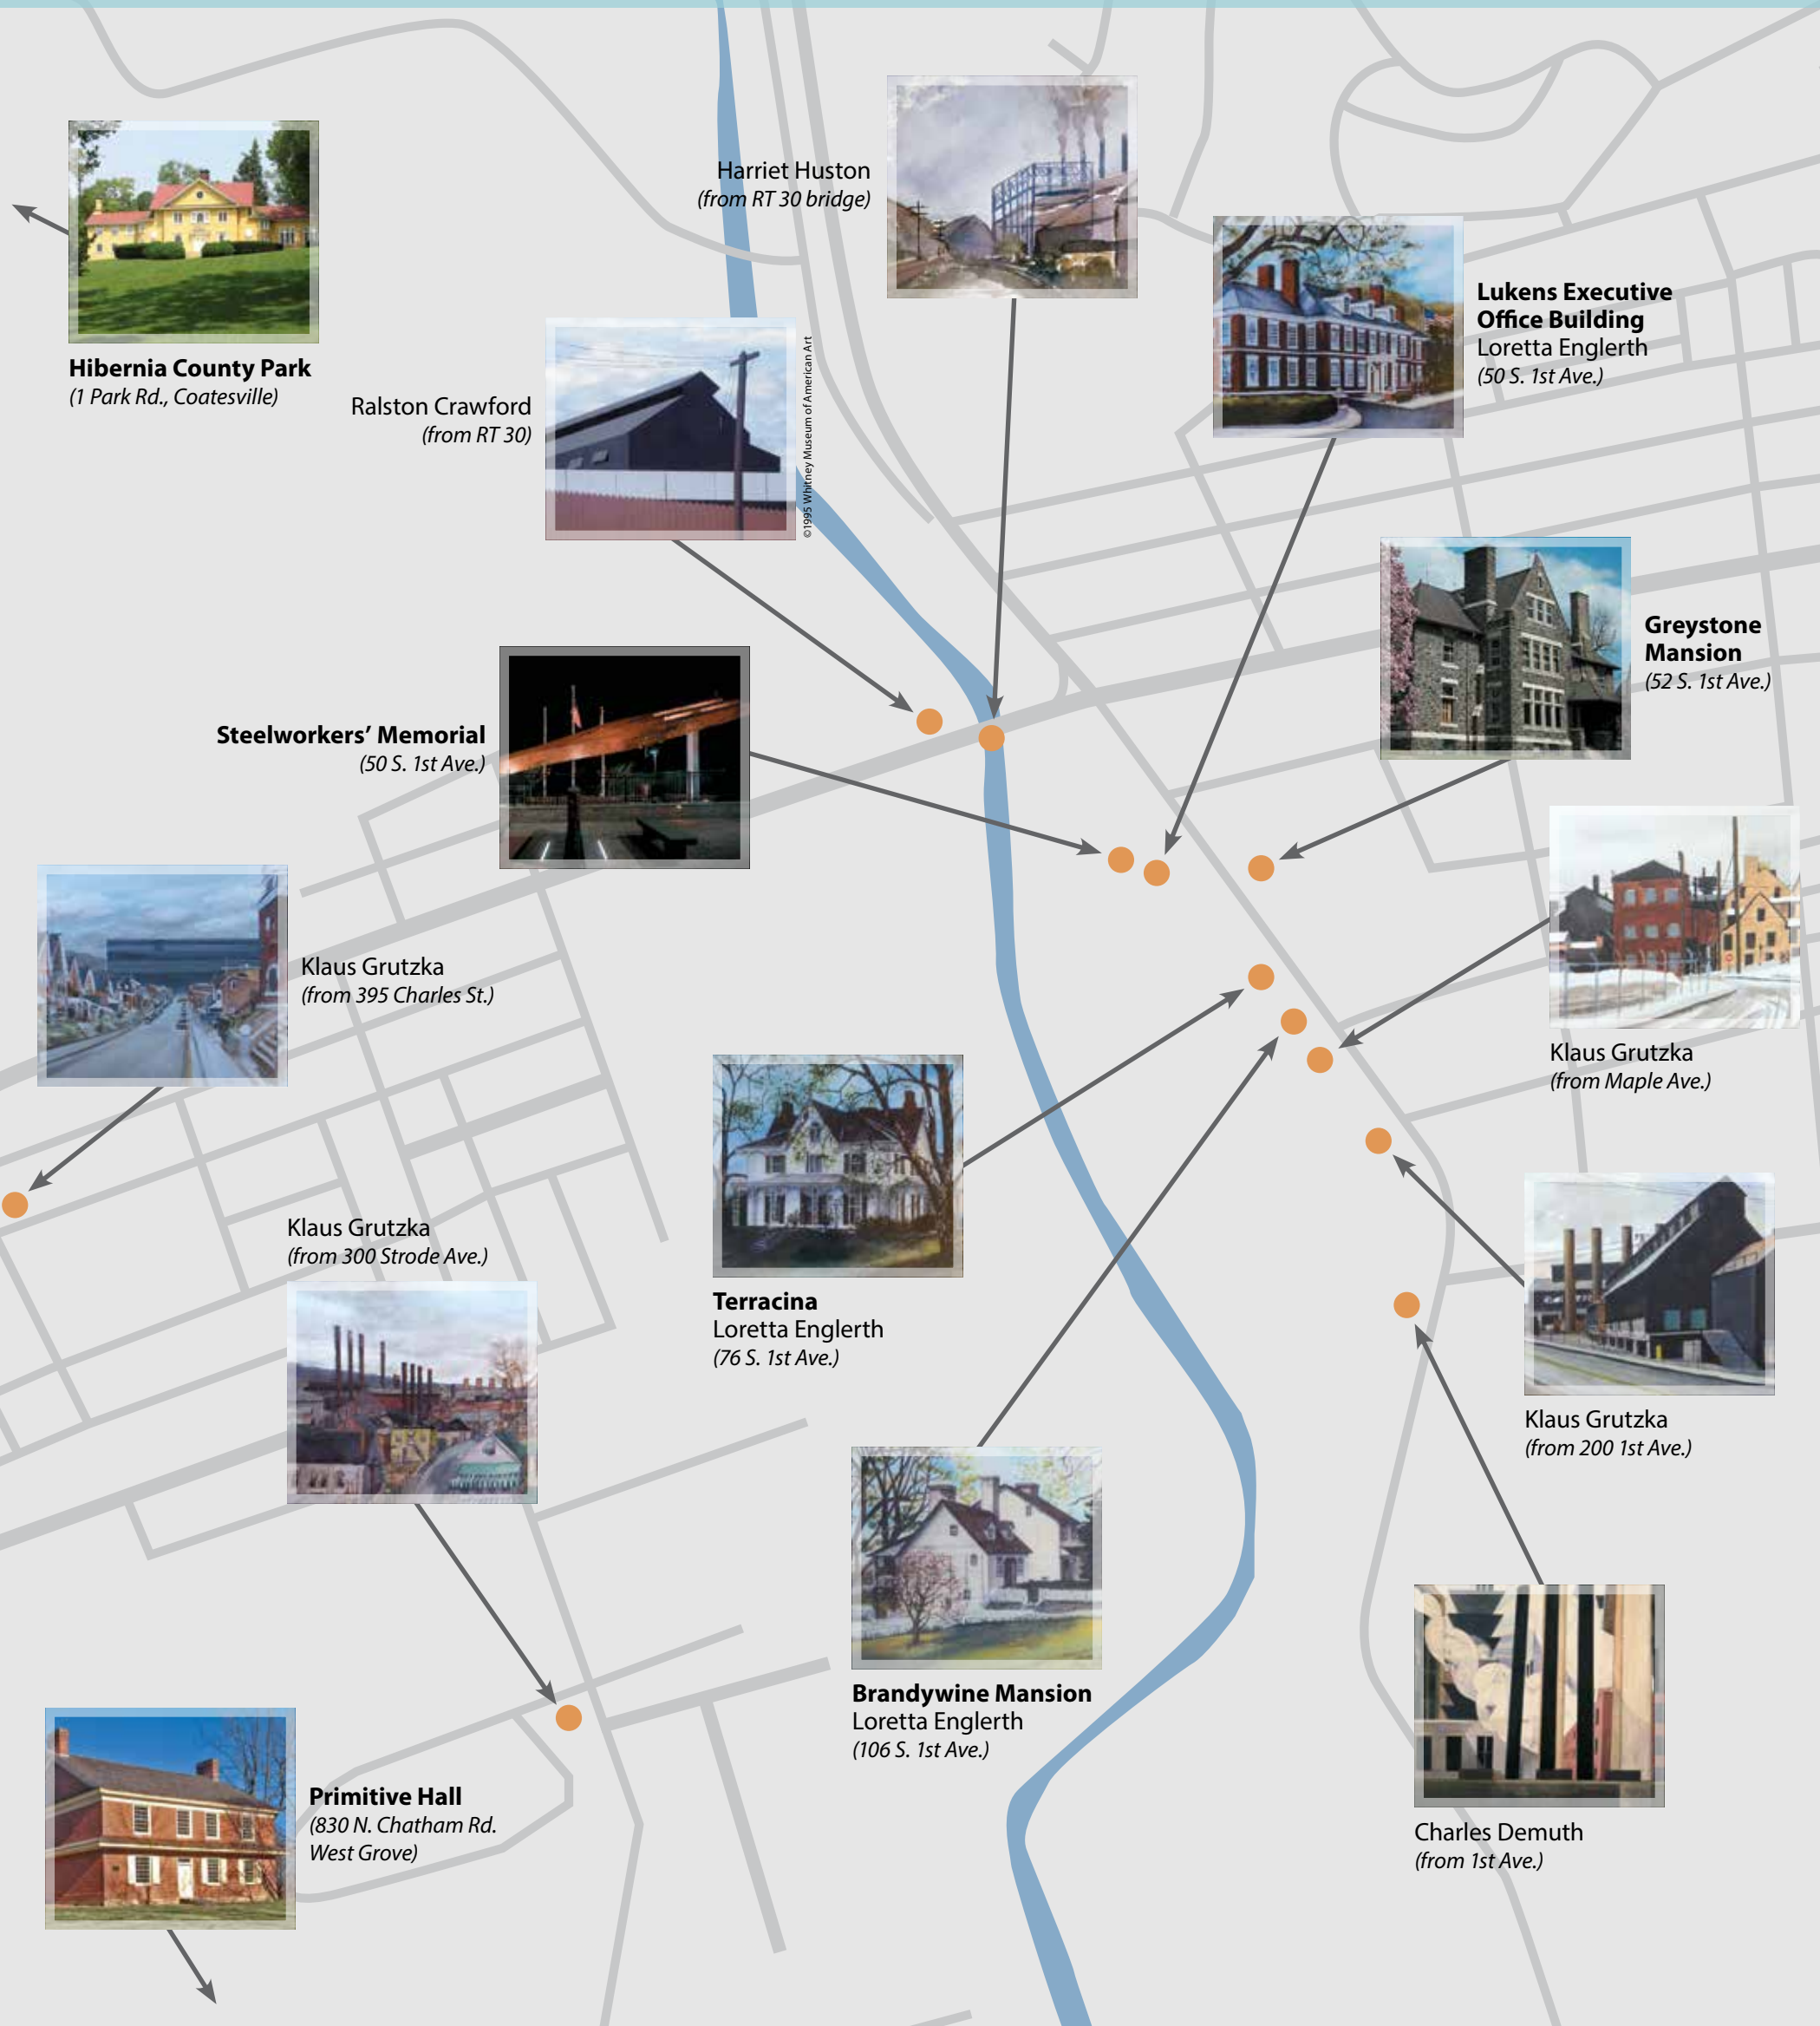 Harriet Huston
(from RT 30 bridge)
Hibernia County Park
(1 Park Rd., Coatesville)
Ralston Crawford
(from RT 30)
©1995 Whitney Museum of American Art
Lukens Executive
Office Building
Loretta Englerth
(50 S. 1st Ave.)
Greystone
Mansion
(52 S. 1st Ave.)
Steelworkers’ Memorial
(50 S. 1st Ave.)
Klaus Grutzka
(from 395 Charles St.)
Klaus Grutzka
(from Maple Ave.)
Klaus Grutzka
(from 300 Strode Ave.)
Terracina
Loretta Englerth
(76 S. 1st Ave.)
Klaus Grutzka
(from 200 1st Ave.)
Brandywine Mansion
Loretta Englerth
(106 S. 1st Ave.)
Primitive Hall
(830 N. Chatham Rd.
West Grove)
Charles Demuth
(from 1st Ave.)